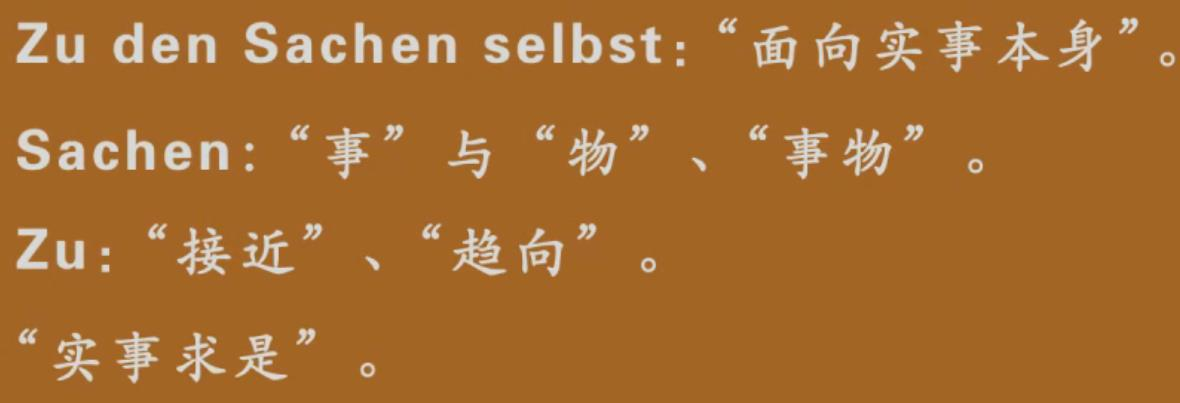 Zu den Sachen selbst：“面向实事本身”。
Sachen：“事”与“物”、“事物”。
Zu：“接近”、“趋向”。
“实事求是”。